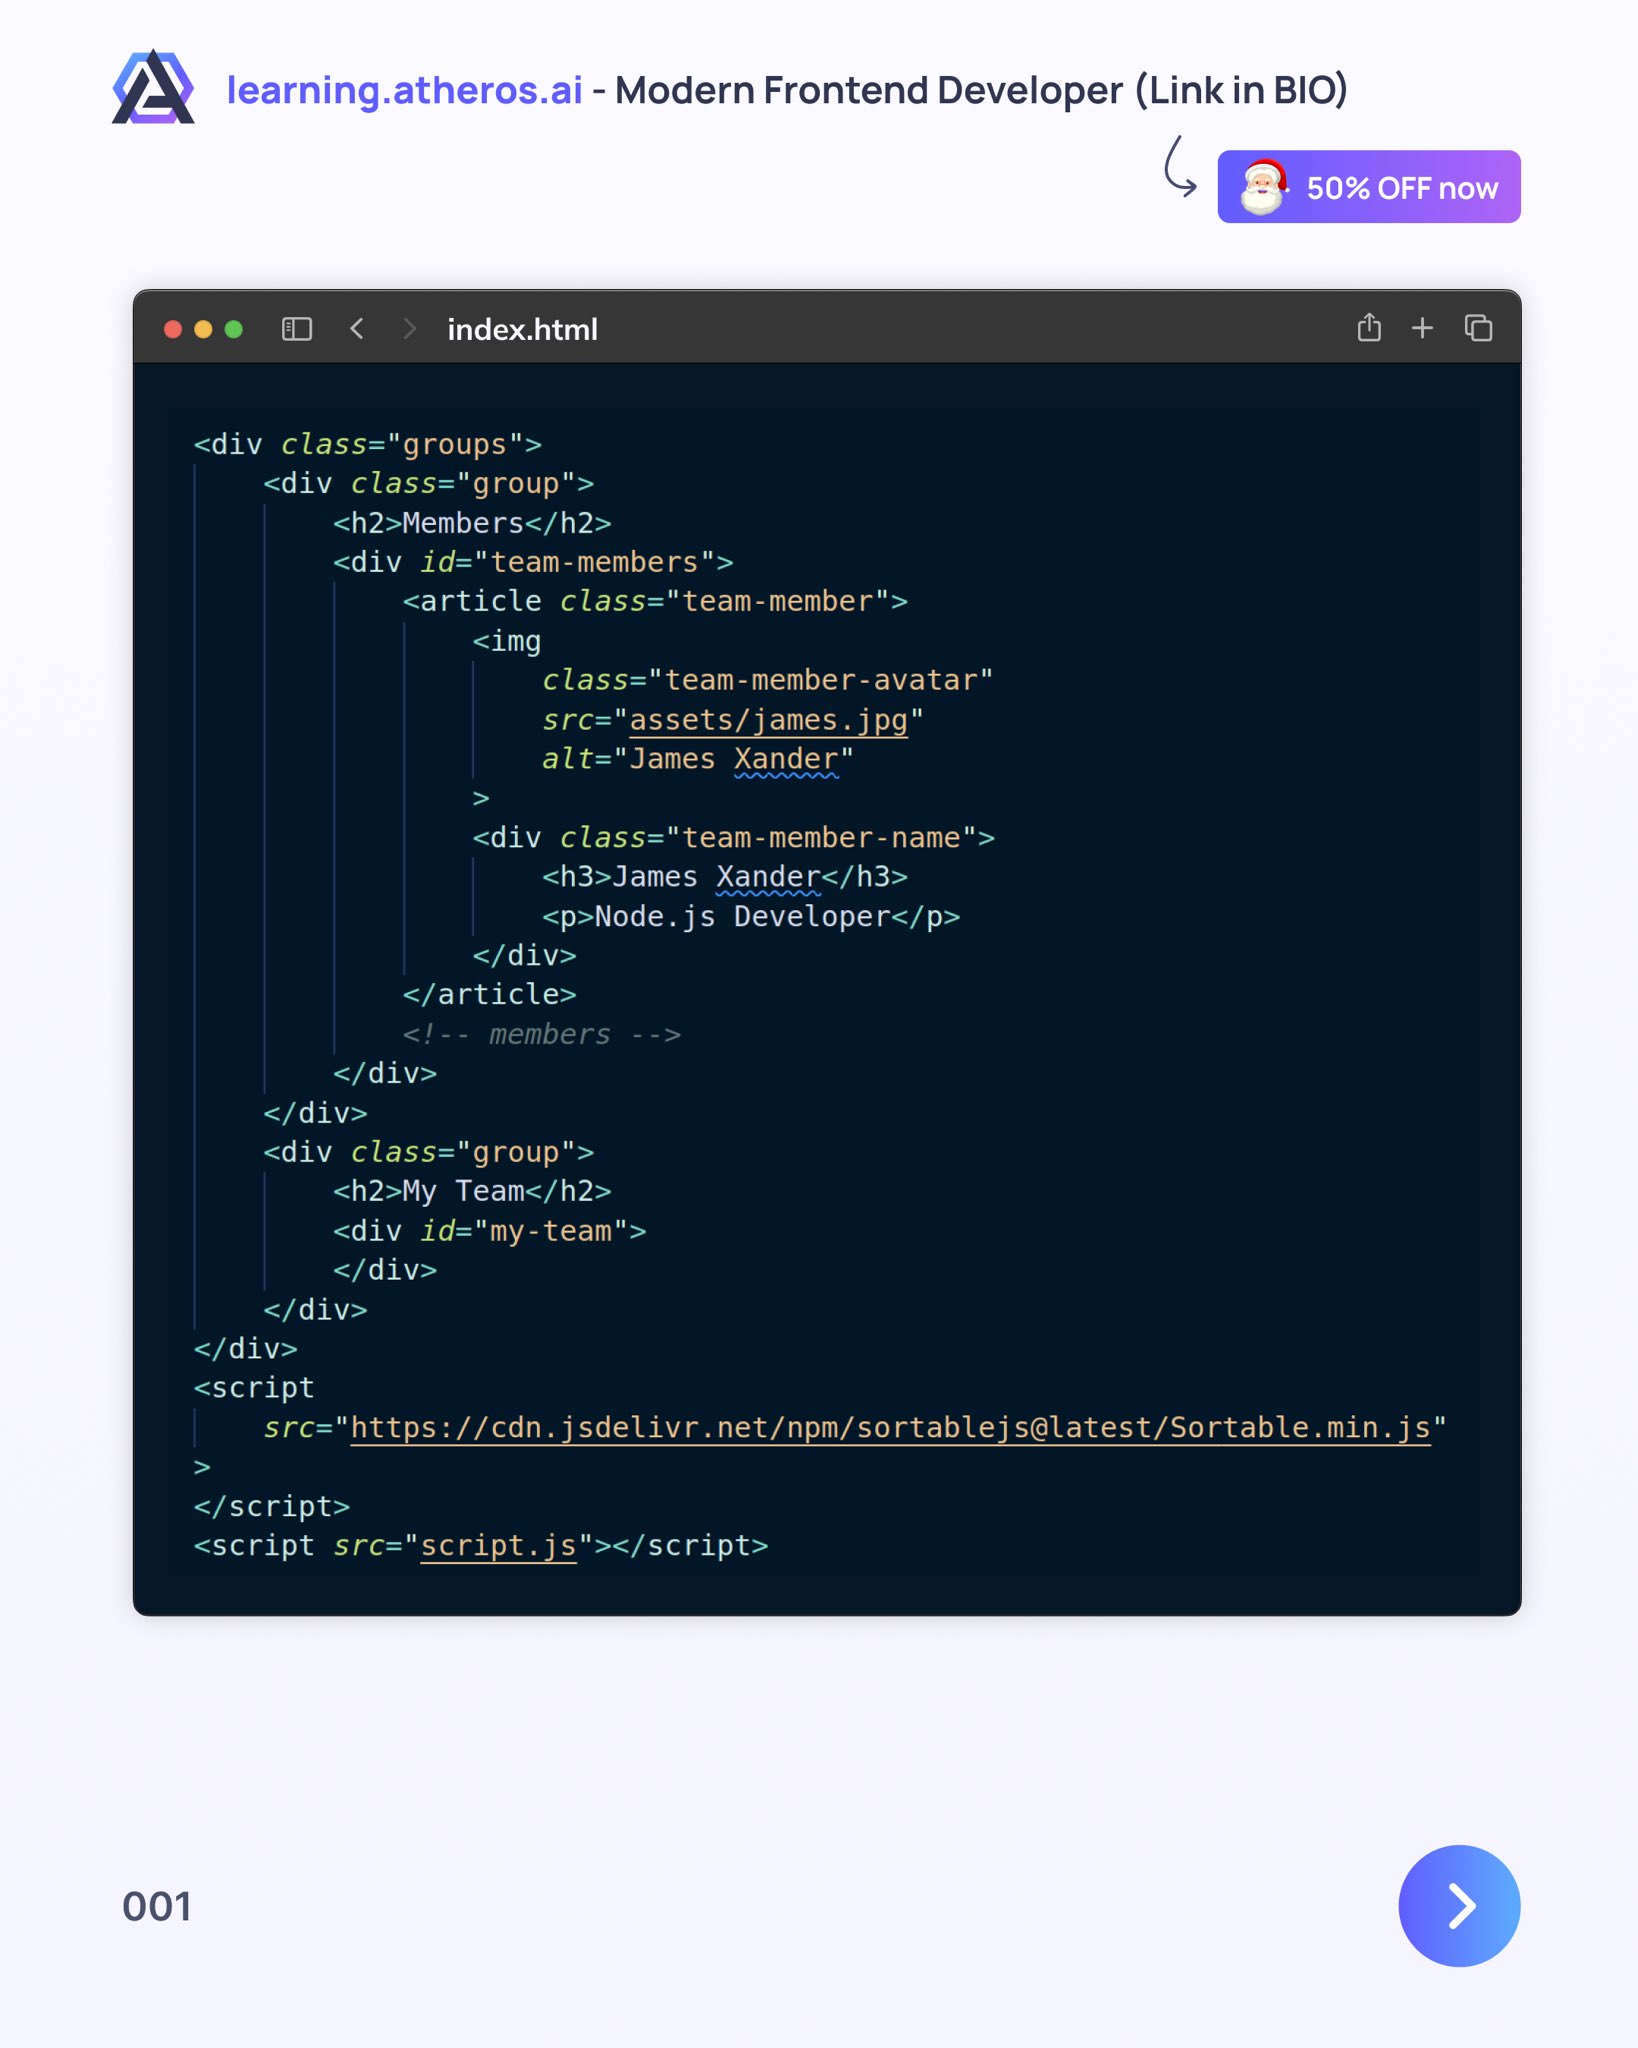 learning.atheros.ai - Modern Frontend Developer (Link in BIO)
50% OFF now
index.html
<div class="groups">
    <div class="group">
        <h2>Members</h2>
        <div id="team-members">
            <article class="team-member">
                <img
                    class="team-member-avatar"
                    src="assets/james.jpg"
                    alt="James Xander"
                >
                <div class="team-member-name">
                    <h3>James Xander</h3>
                    <p>Node.js Developer</p>
                </div>
            </article>
            <!-- members -->
        </div>
    </div>
    <div class="group">
        <h2>My Team</h2>
        <div id="my-team">
        </div>
    </div>
</div>
<script
    src="https://cdn.jsdelivr.net/npm/sortablejs@latest/Sortable.min.js"
>
</script>
<script src="script.js"></script>
001